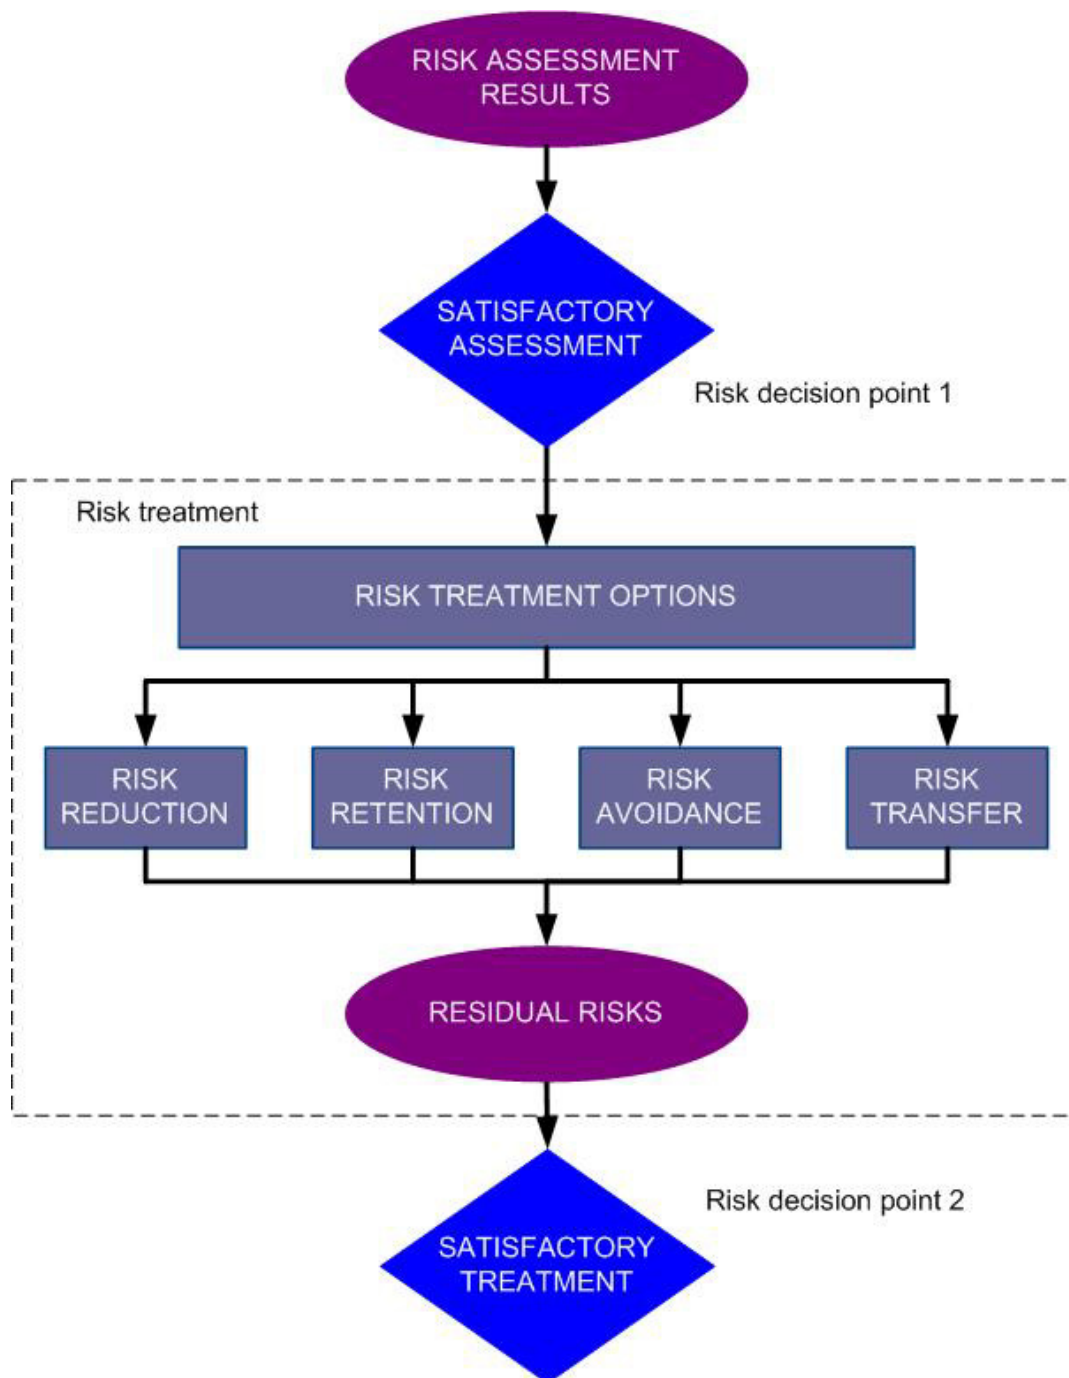 RISK ASSESSMENT
RESULTS
SATISFACTORY
ASSESSMENT
Risk decision point 1
Risk treatment
RISK TREATMENT OPTIONS
RISK
REDUCTION
RISK
RETENTION
RISK
AVOIDANCE
RISK
TRANSFER
RESIDUAL RISKS
Risk decision point 2
SATISFACTORY
TREATMENT